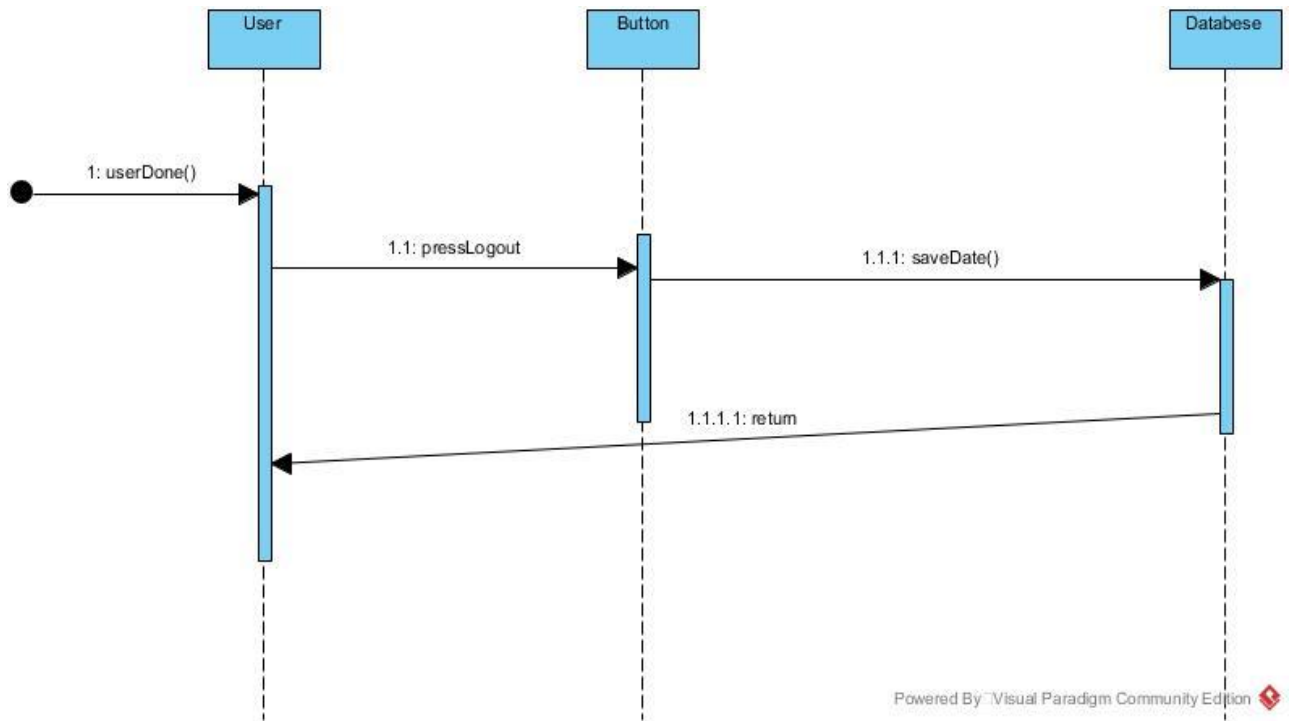 User
Button
Databese
1: userDone()
1.1: pressLogout
1.1.1: saveDate()
1.1.1.1: return
Powered By Visual Paradigm Community Edition